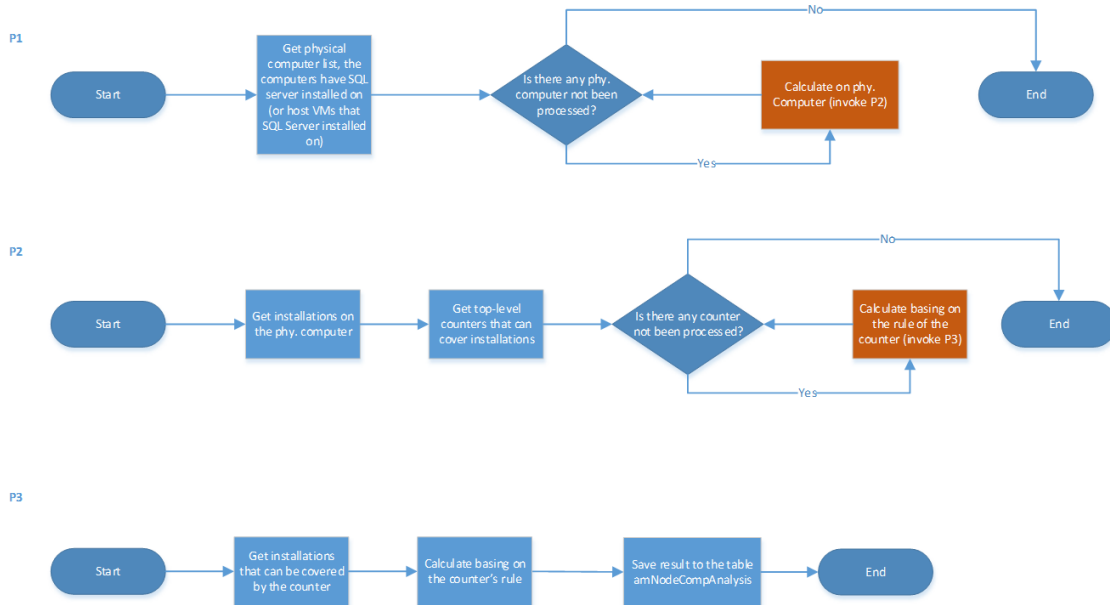 No
P1
Get physical
computer list, the
computers have SQL
server installed on
(or host VMs that
SQL Server installed
on)
Start
Is there any phy.
computer not been
processed?
Calculate on phy.
Computer (invoke P2)
End
Yes
P2
No
Start
Get installations on
the phy. computer
Get top-level
counters that can
cover installations
Is there any counter
not been processed?
Calculate basing on
the rule of the
counter (invoke P3)
End
Yes
P3
Start
Get installations
that can be covered
by the counter
Calculate basing on
the counter's rule
Save result to the table
amNodeCompAnalysis
End